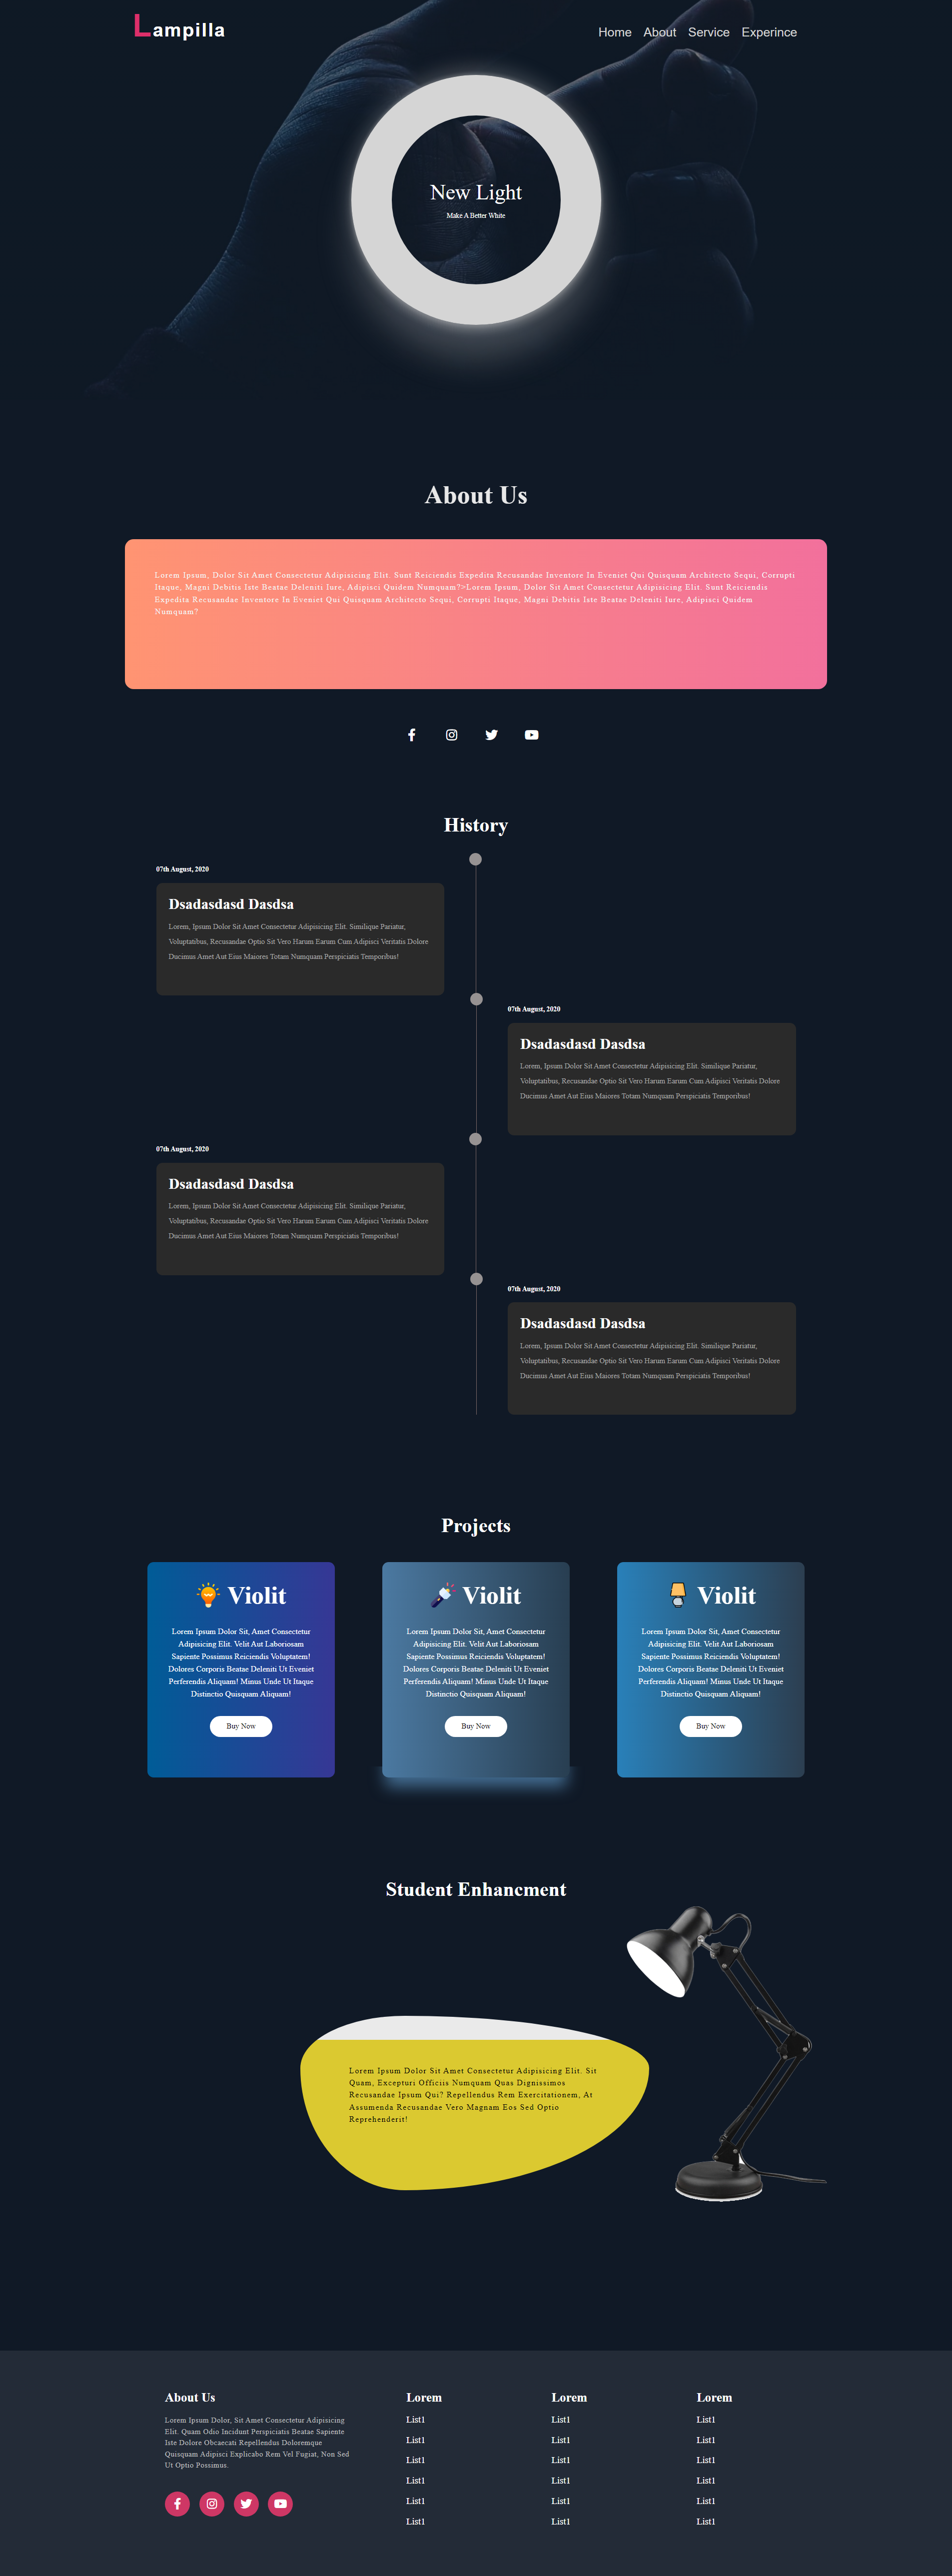 Lampilla
Home About Service Experince
New Light
Make A Better White
About Us
Lorem Ipsum, Dolor Sit Amet Consectetur Adipisicing Elit. Sunt Reiciendis Expedita Recusandae Inventore In Eveniet Qui Quisquam Architecto Sequi, Corrupti
Itaque, Magni Debitis Iste Beatae Deleniti Iure, Adipisci Quidem Numquam?>Lorem Ipsum, Dolor Sit Amet Consectetur Adipisicing Elit. Sunt Reiciendis
Expedita Recusandae Inventore In Eveniet Qui Quisquam Architecto Sequi, Corrupti Itaque, Magni Debitis Iste Beatae Deleniti Iure, Adipisci Quidem
Numquam?
History
07th August, 2020
Dsadasdasd Dasdsa
Lorem, Ipsum Dolor Sit Amet Consectetur Adipisicing Elit. Similique Pariatur,
Voluptatibus, Recusandae Optio Sit Vero Harum Earum Cum Adipisci Veritatis Dolore
Ducimus Amet Aut Eius Maiores Totam Numquam Perspiciatis Temporibus!
07th August, 2020
Dsadasdasd Dasdsa
Lorem, Ipsum Dolor Sit Amet Consectetur Adipisicing Elit. Similique Pariatur,
Voluptatibus, Recusandae Optio Sit Vero Harum Earum Cum Adipisci Veritatis Dolore
Ducimus Amet Aut Eius Maiores Totam Numquam Perspiciatis Temporibus!
07th August, 2020
Dsadasdasd Dasdsa
Lorem, Ipsum Dolor Sit Amet Consectetur Adipisicing Elit. Similique Pariatur,
Voluptatibus, Recusandae Optio Sit Vero Harum Earum Cum Adipisci Veritatis Dolore
Ducimus Amet Aut Eius Maiores Totam Numquam Perspiciatis Temporibus!
07th August, 2020
Dsadasdasd Dasdsa
Lorem, Ipsum Dolor Sit Amet Consectetur Adipisicing Elit. Similique Pariatur,
Voluptatibus, Recusandae Optio Sit Vero Harum Earum Cum Adipisci Veritatis Dolore
Ducimus Amet Aut Eius Maiores Totam Numquam Perspiciatis Temporibus!
Projects
Violit
Lorem Ipsum Dolor Sit, Amet Consectetur
Adipisicing Elit. Velit Aut Laboriosam
Sapiente Possimus Reiciendis Voluptatem!
Dolores Corporis Beatae Deleniti Ut Eveniet
Perferendis Aliquam! Minus Unde Ut Itaque
Distinctio Quisquam Aliquam!
Buy Now
Violit
Lorem Ipsum Dolor Sit, Amet Consectetur
Adipisicing Elit. Velit Aut Laboriosam
Sapiente Possimus Reiciendis Voluptatem!
Dolores Corporis Beatae Deleniti Ut Eveniet
Perferendis Aliquam! Minus Unde Ut Itaque
Distinctio Quisquam Aliquam!
Buy Now
Violit
Lorem Ipsum Dolor Sit, Amet Consectetur
Adipisicing Elit. Velit Aut Laboriosam
Sapiente Possimus Reiciendis Voluptatem!
Dolores Corporis Beatae Deleniti Ut Eveniet
Perferendis Aliquam! Minus Unde Ut Itaque
Distinctio Quisquam Aliquam!
Buy Now
Student Enhancment
Lorem Ipsum Dolor Sit Amet Consectetur Adipisicing Elit. Sit
Quam, Excepturi Officiis Numquam Quas Dignissimos
Recusandae Ipsum Qui? Repellendus Rem Exercitationem, At
Assumenda Recusandae Vero Magnam Eos Sed Optio
Reprehenderit!
About Us
Lorem Ipsum Dolor, Sit Amet Consectetur Adipisicing
Elit. Quam Odio Incidunt Perspiciatis Beatae Sapiente
Iste Dolore Obcaecati Repellendus Doloremque
Quisquam Adipisci Explicabo Rem Vel Fugiat, Non Sed
Ut Optio Possimus.
Lorem
List1
List1
List1
List1
List1
List1
Lorem
List1
List1
List1
List1
List1
List1
Lorem
List1
List1
List1
List1
List1
List1